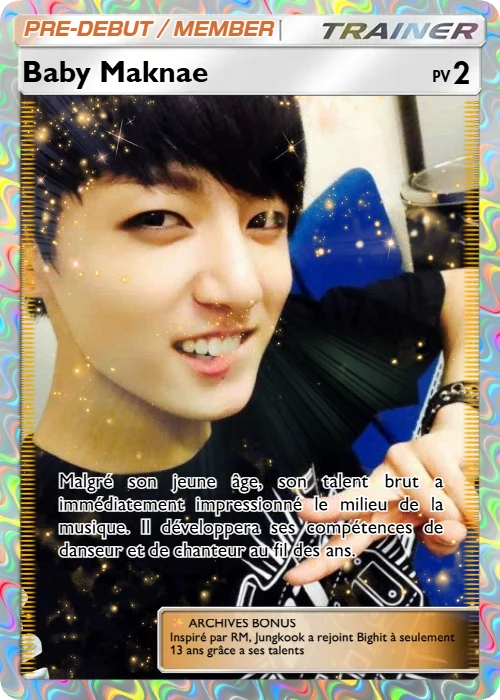 PRE-DEBUT / MEMBER
TRAINER
Baby Maknae
PV 2
Malgré son jeune âge, son talent brut a
immédiatement impressionné le milieu de la
musique. Il développera ses compétences de
danseur et de chanteur au fil des ans.
ARCHIVES BONUS
Inspiré par RM, Jungkook a rejoint Bighit à seulement
13 ans grâce a ses talents